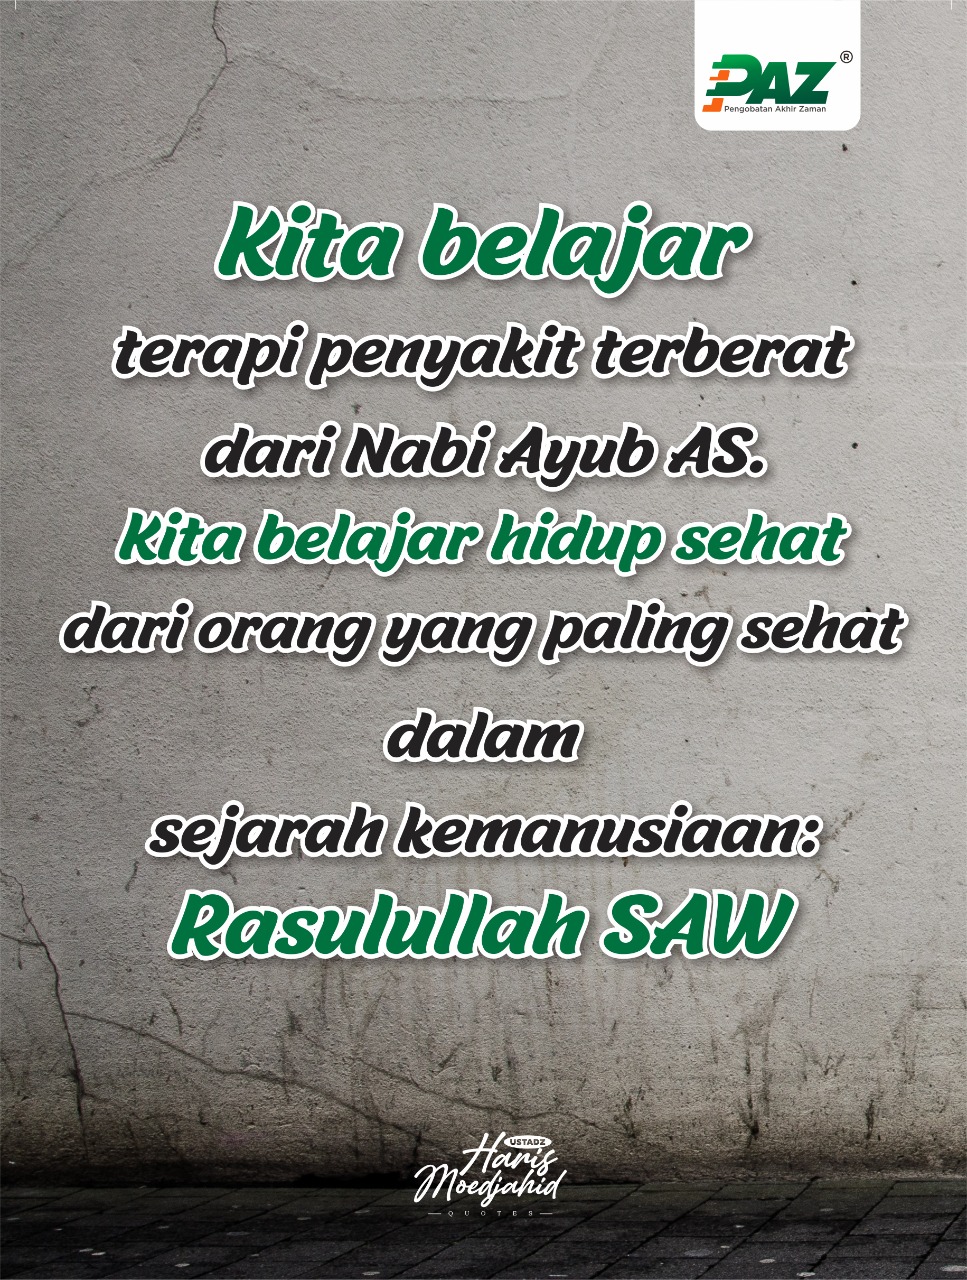 PAZ®
Pengobatan Akhir Zaman
Kita belajar
terapi penyakit terberat
dari Nabi Ayub AS.
Kita belajar hidup sehat
dari orang yang paling sehat
dalam
sejarah kemanusiaan:
Rasulullah SAW
USTADZ
Haris
Moedjahid
QUOTES